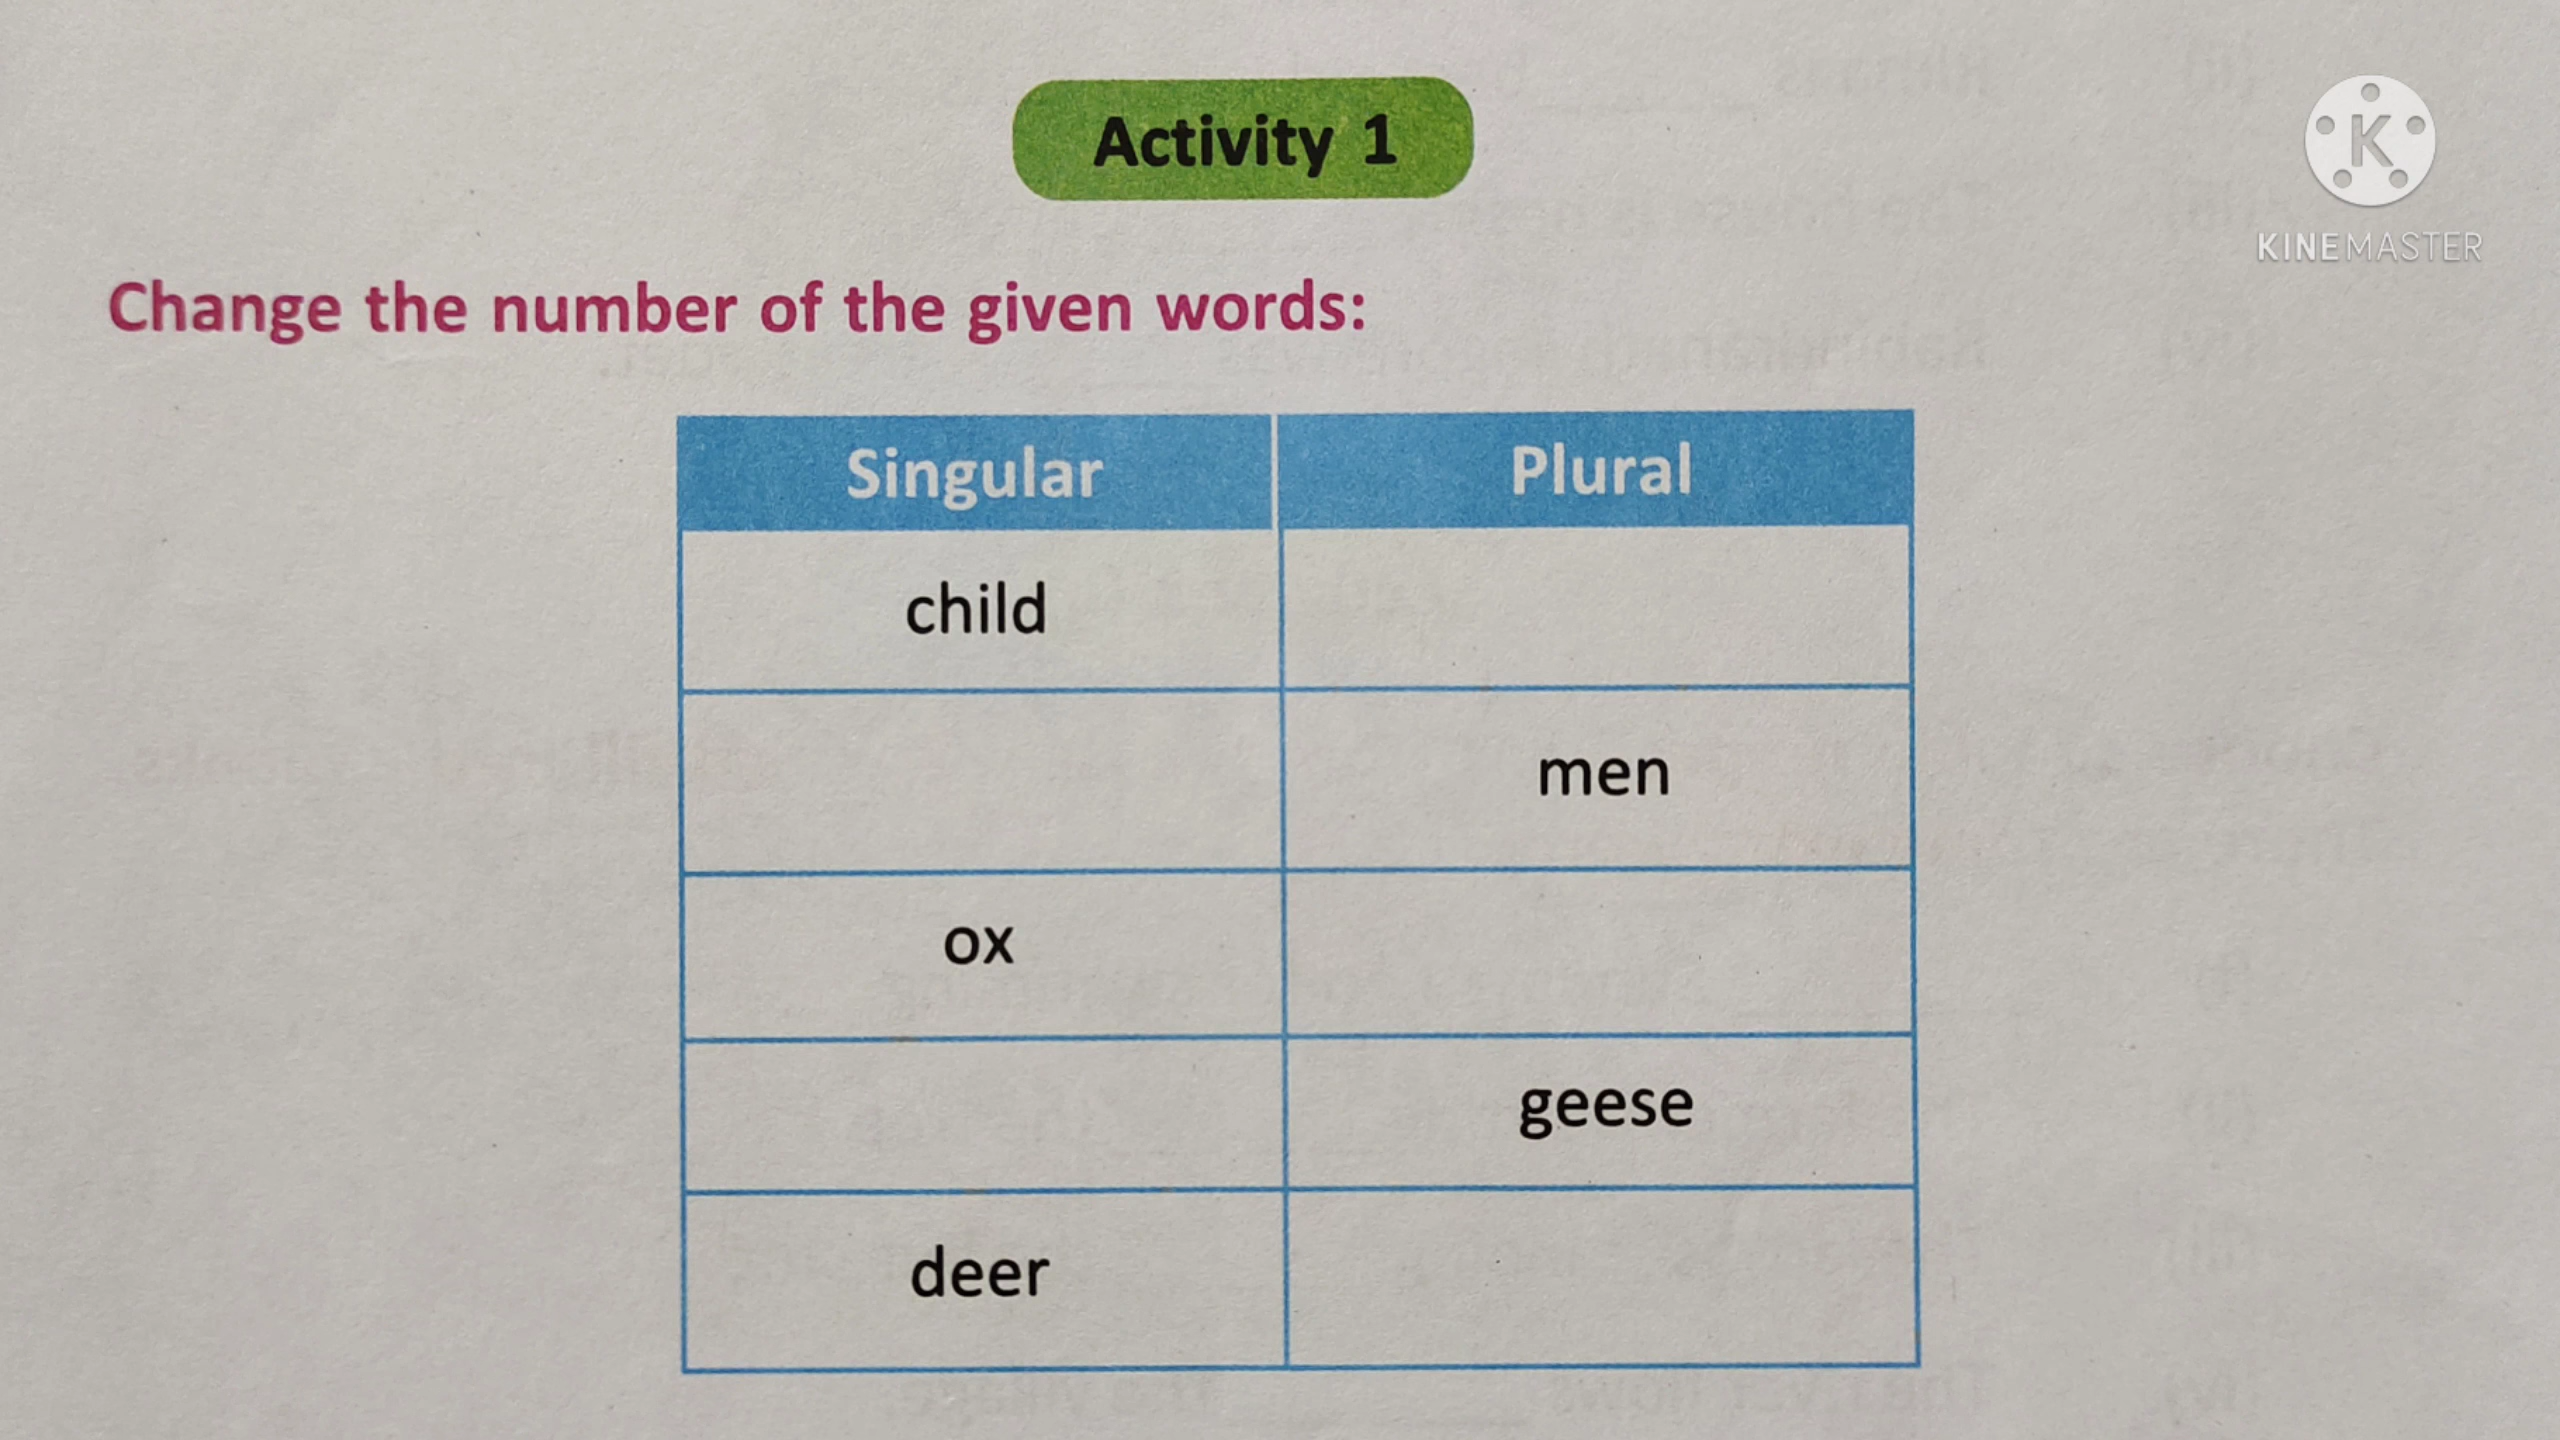 Activity 1
K
KINEMASTER
Change the number of the given words:
Singular Plural
child
men
ox
geese
deer